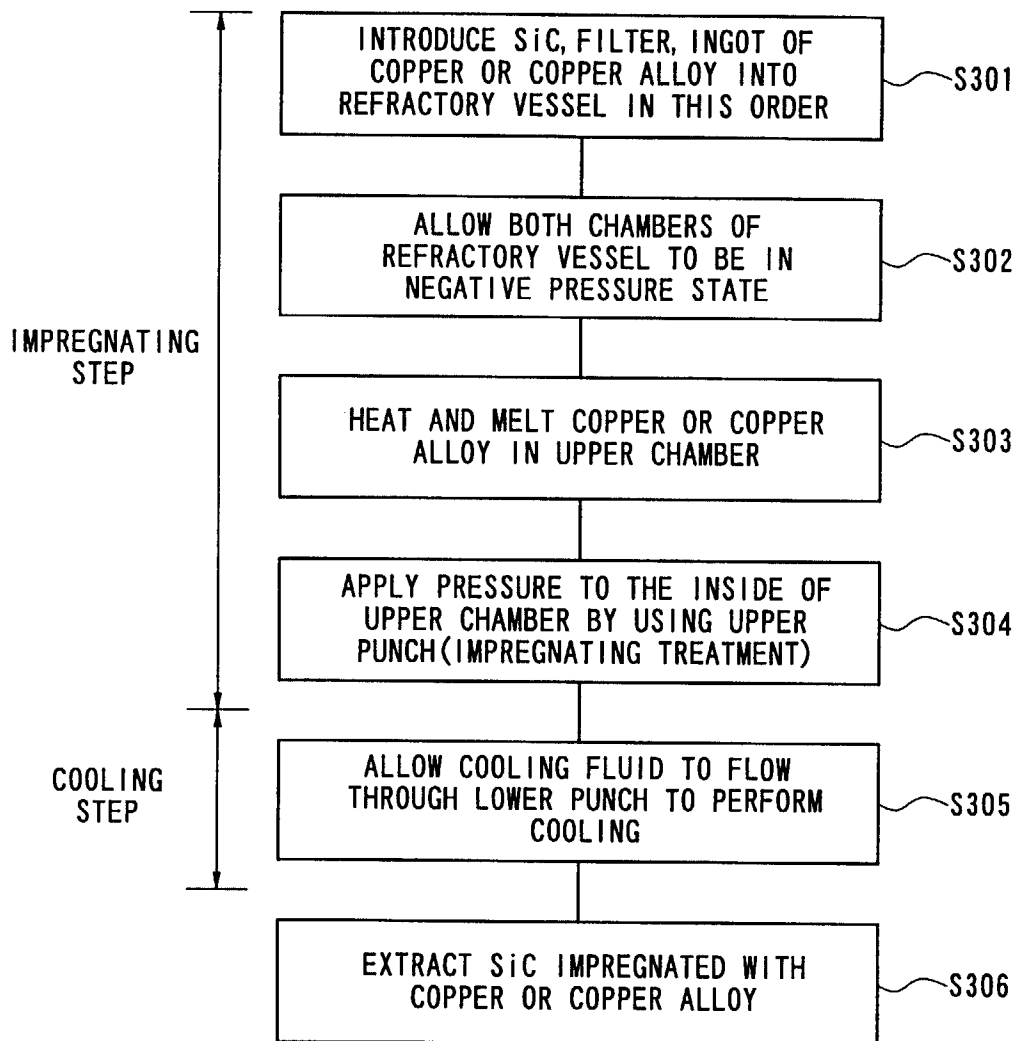 INTRODUCE SiC, FILTER, INGOT OF
COPPER OR COPPER ALLOY INTO
REFRACTORY VESSEL IN THIS ORDER
S301
ALLOW BOTH CHAMBERS OF
REFRACTORY VESSEL TO BE IN
NEGATIVE PRESSURE STATE
S302
IMPREGNATING
STEP
HEAT AND MELT COPPER OR COPPER
ALLOY IN UPPER CHAMBER
S303
APPLY PRESSURE TO THE INSIDE OF
UPPER CHAMBER BY USING UPPER
PUNCH(IMPREGNATING TREATMENT)
S304
COOLING
STEP
ALLOW COOLING FLUID TO FLOW
THROUGH LOWER PUNCH TO PERFORM
COOLING
S305
EXTRACT SiC IMPREGNATED WITH
COPPER OR COPPER ALLOY
S306